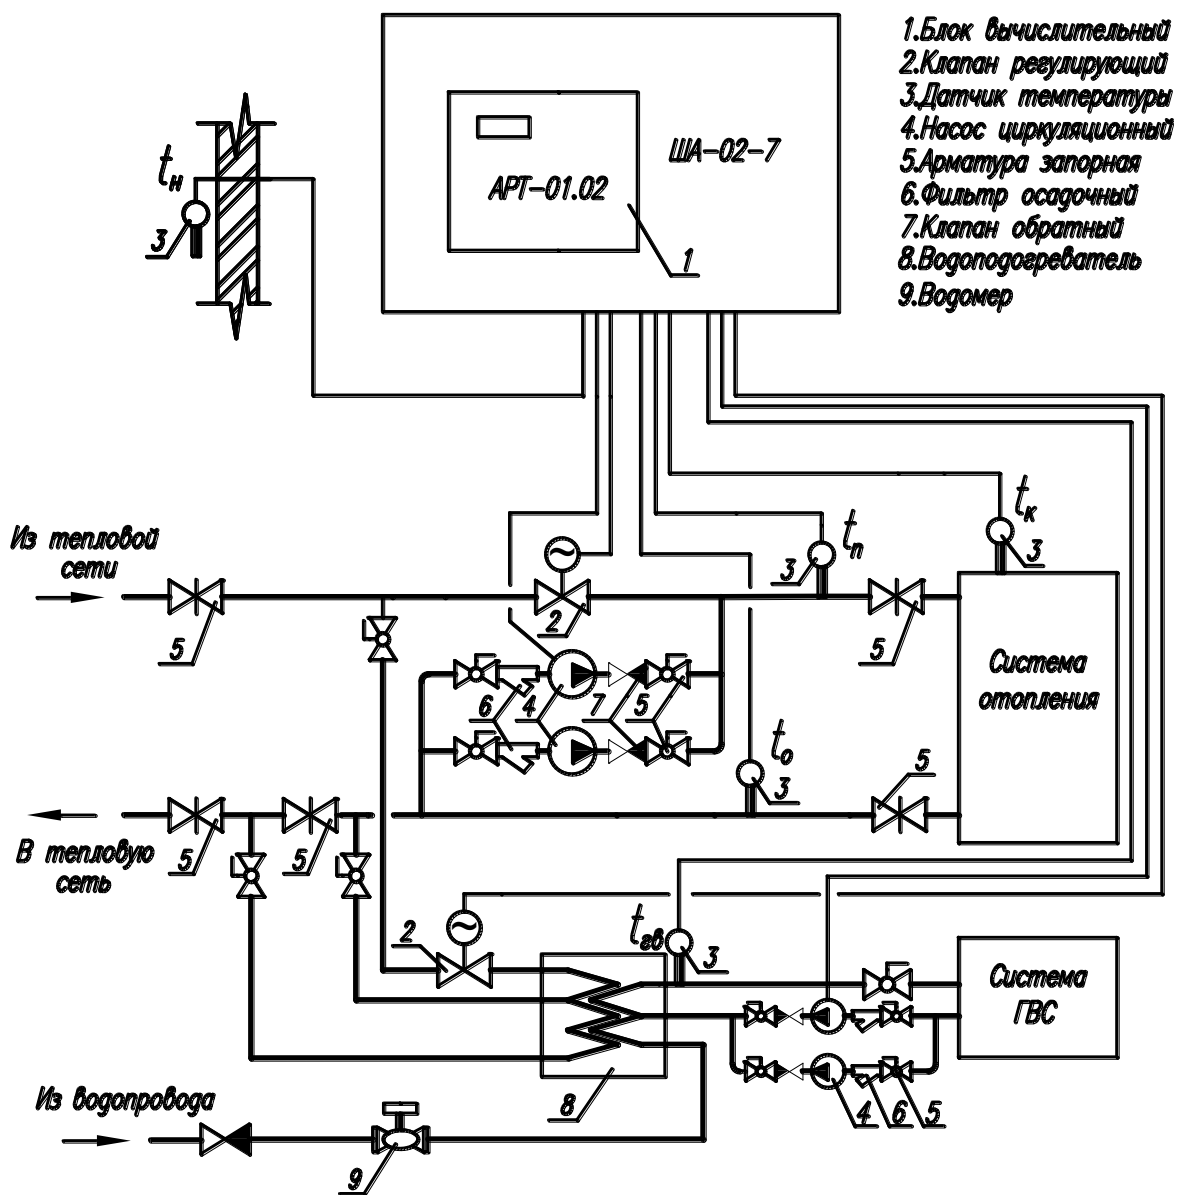 1.Блок вычислительный
2.Клапан регулирующий
3.Датчик температуры
4.Насос циркуляционный
5.Арматура запорная
6.Фильтр осадочный
7.Клапан обратный
8.Водоподогреватель
9.Водомер
ША-02-7
АРТ-01.02
1
tн
3
tк
3
tп
3
Из тепловой
сети
5
2
5
Система
отопления
6
4
7
5
tо
3
5
В тепловую
сеть
5
5
2
tгв
3
Система
ГВС
8
4
6
5
Из водопровода
9